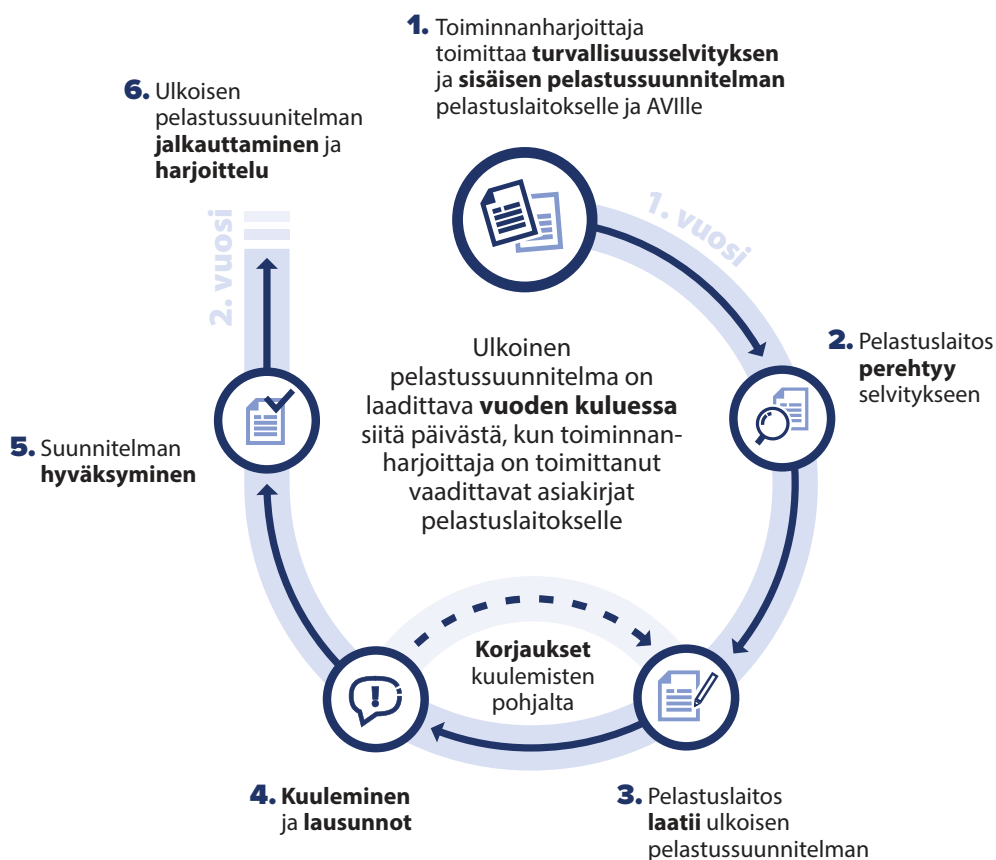 1. Toiminnanharjoittaja
toimittaa turvallisuusselvityksen
ja sisäisen pelastussuunnitelman
pelastuslaitokselle ja AVIlle
1. vuosi
2. Pelastuslaitos
perehtyy
selvitykseen
3. Pelastuslaitos
laatii ulkoisen
pelastussuunnitelman
4. Kuuleminen
ja lausunnot
Korjaukset
kuulemisten
pohjalta
5. Suunnitelman
hyväksyminen
2. vuosi
6. Ulkoisen
pelastussuunitelman
jalkauttaminen ja
harjoittelu
Ulkoinen
pelastussuunnitelma on
laadittava vuoden kuluessa
siitä päivästä, kun toiminnan-
harjoittaja on toimittanut
vaadittavat asiakirjat
pelastuslaitokselle